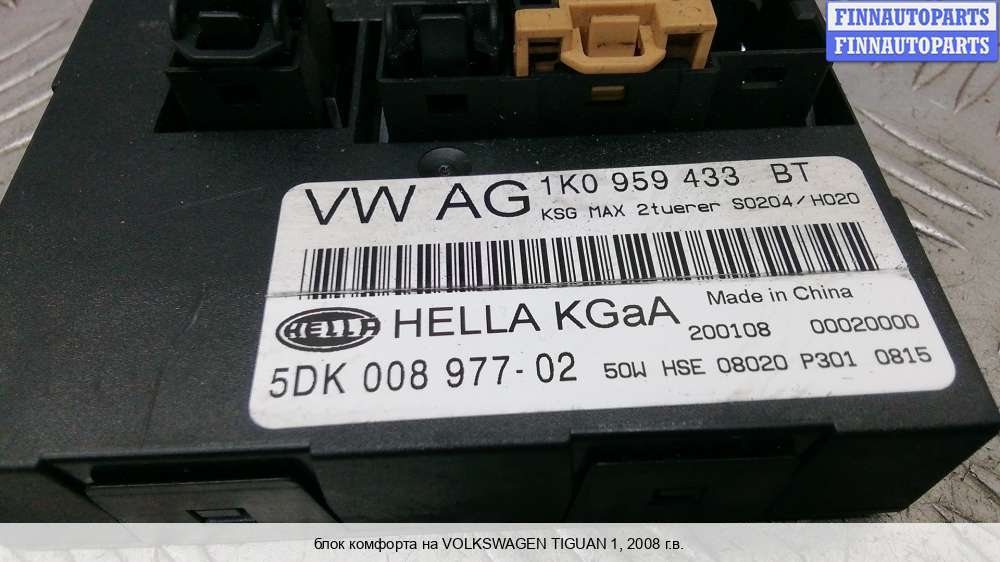 FINNAUTOPARTS
FINNAUTOPARTS
VW AG 1K0 959 433 BT
KSG MAX 2tuerer S0204/H020
HELLA HELLA KGaA Made in China
200108 00020000
5DK 008 977-02 50W HSE 08020 P301 0815
блок комфорта на VOLKSWAGEN TIGUAN 1, 2008 г.в.